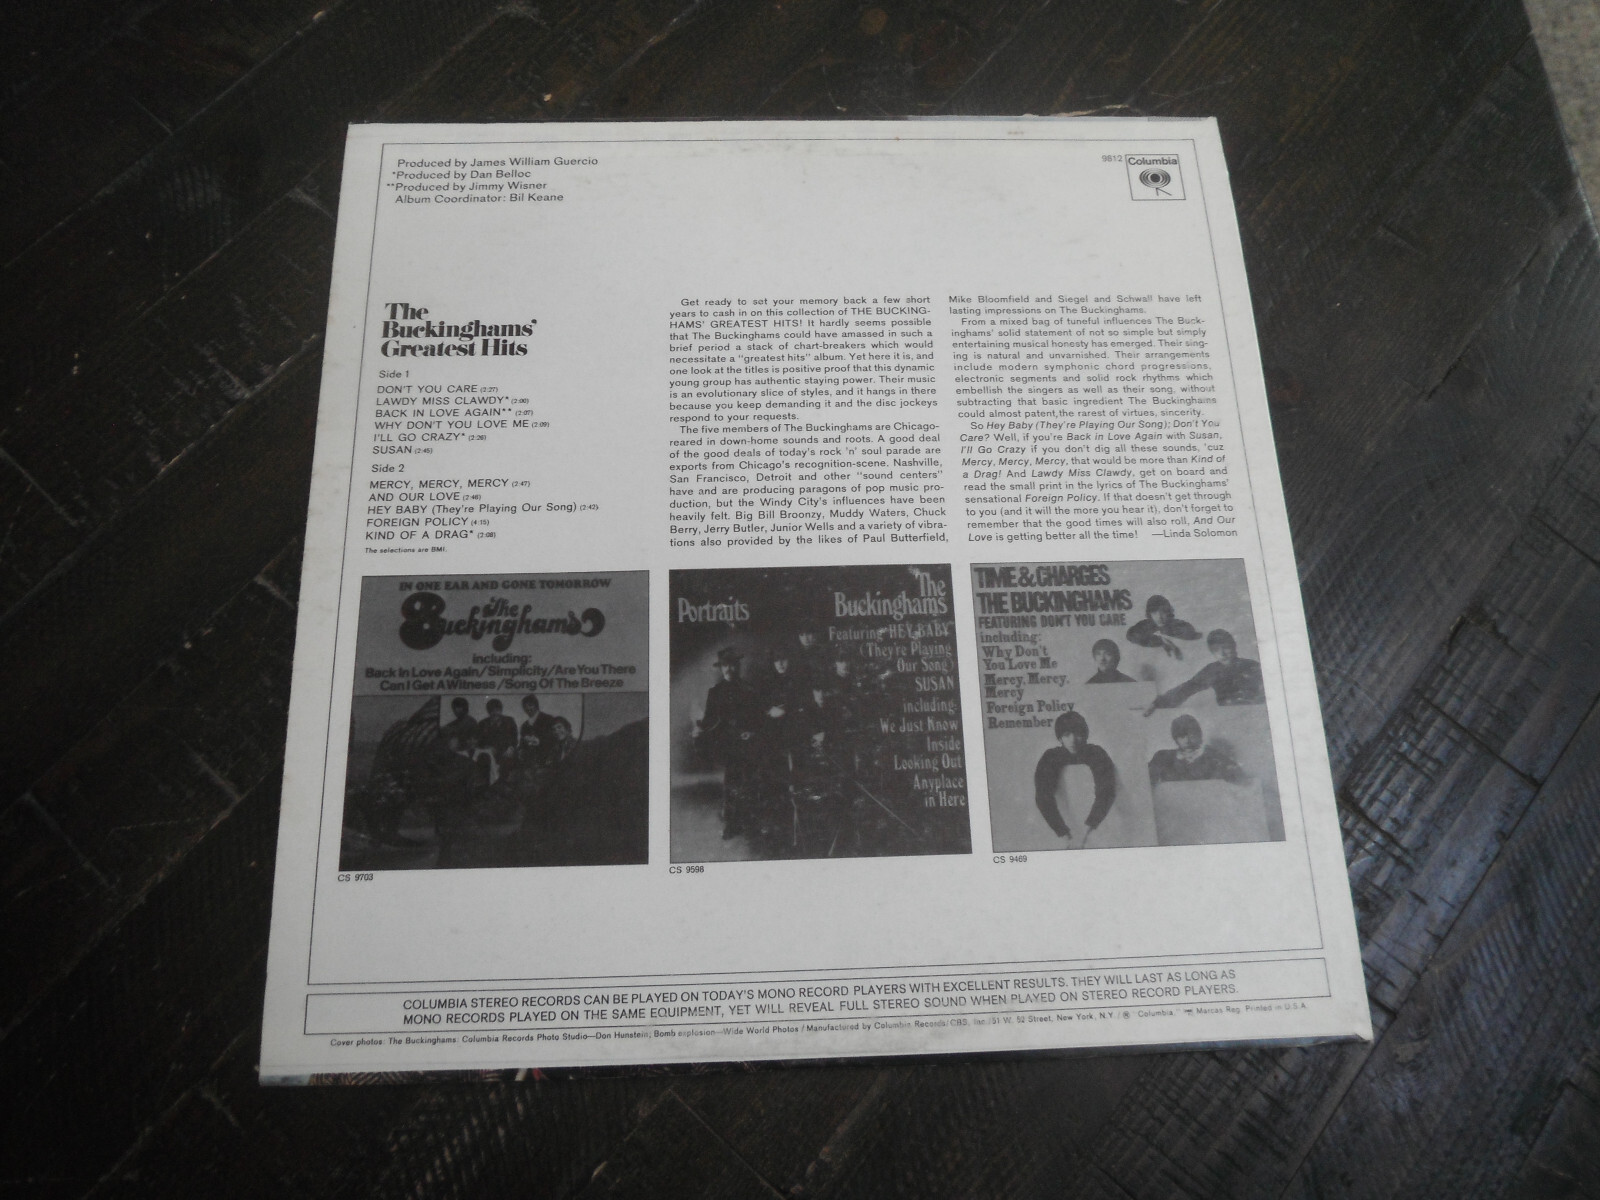 Produced by James William Guercio
*Produced by Dan Belloc
**Produced by Jimmy Wisner
Album Coordinator: Bil Keane
9812
Columbia
The
Buckinghams'
Greatest Hits
Side 1
DON'T YOU CARE (2:27)
LAWDY MISS CLAWDY* (2:00)
BACK IN LOVE AGAIN** (2:07)
WHY DON'T YOU LOVE ME (2:09)
I'LL GO CRAZY* (2:26)
SUSAN (2:45)
Side 2
MERCY, MERCY, MERCY (2:47)
AND OUR LOVE (2:46)
HEY BABY (They're Playing Our Song) (2:42)
FOREIGN POLICY (4:15)
KIND OF A DRAG* (2:08)
The selections are BMI.
Get ready to set your memory back a few short
years to cash in on this collection of THE BUCKING-
HAMS' GREATEST HITS! It hardly seems possible
that The Buckinghams could have amassed in such a
brief period a stack of chart-breakers which would
necessitate a "greatest hits" album. Yet here it is, and
one look at the titles is positive proof that this dynamic
young group has authentic staying power. Their music
is an evolutionary slice of styles, and it hangs in there
because you keep demanding it and the disc jockeys
respond to your requests.
The five members of The Buckinghams are Chicago-
reared in down-home sounds and roots. A good deal
of the good deals of today's rock 'n' soul parade are
exports from Chicago's recognition-scene. Nashville,
San Francisco, Detroit and other "sound centers"
have and are producing paragons of pop music pro-
duction, but the Windy City's influences have been
heavily felt. Big Bill Broonzy, Muddy Waters, Chuck
Berry, Jerry Butler, Junior Wells and a variety of vibra-
tions also provided by the likes of Paul Butterfield,
Mike Bloomfield and Siegel and Schwall have left
lasting impressions on The Buckinghams.
From a mixed bag of tuneful influences The Buck-
inghams' solid statement of not so simple but simply
entertaining musical honesty has emerged. Their sing-
ing is natural and unvarnished. Their arrangements
include modern symphonic chord progressions,
electronic segments and solid rock rhythms which
embellish the singers as well as their song, without
subtracting that basic ingredient The Buckinghams
could almost patent,the rarest of virtues, sincerity.
So Hey Baby (They're Playing Our Song); Don't You
Care? Well, if you're Back in Love Again with Susan,
I'll Go Crazy if you don't dig all these sounds, 'cuz
Mercy, Mercy, Mercy, that would be more than Kind of
a Drag! And Lawdy Miss Clawdy, get on board and
read the small print in the lyrics of The Buckinghams'
sensational Foreign Policy. If that doesn't get through
to you (and it will the more you hear it), don't forget to
remember that the good times will also roll, And Our
Love is getting better all the time! —Linda Solomon
IN ONE EAR AND GONE TOMORROW
The
Buckinghams
including:
Back In Love Again/Simplicity/Are You There
Can I Get A Witness/Song Of The Breeze
CS 9703
Portraits
The
Buckinghams
Featuring HEY BABY
(They're Playing
Our Song)
SUSAN
including:
We Just Know
Inside
Looking Out
Anyplace
in Here
CS 9598
TIME & CHARGES
THE BUCKINGHAMS
FEATURING DON'T YOU CARE
including:
Why Don't
You Love Me
Mercy, Mercy,
Mercy
Foreign Policy
Remember
CS 9469
COLUMBIA STEREO RECORDS CAN BE PLAYED ON TODAY'S MONO RECORD PLAYERS WITH EXCELLENT RESULTS. THEY WILL LAST AS LONG AS
MONO RECORDS PLAYED ON THE SAME EQUIPMENT, YET WILL REVEAL FULL STEREO SOUND WHEN PLAYED ON STEREO RECORD PLAYERS.
Cover photos: The Buckinghams: Columbia Records Photo Studio—Don Hunstein; Bomb explosion—Wide World Photos / Manufactured by Columbia Records/CBS, Inc./51 W. 52 Street, New York, N.Y. / ® "Columbia," Marcas Reg. Printed in U.S.A.